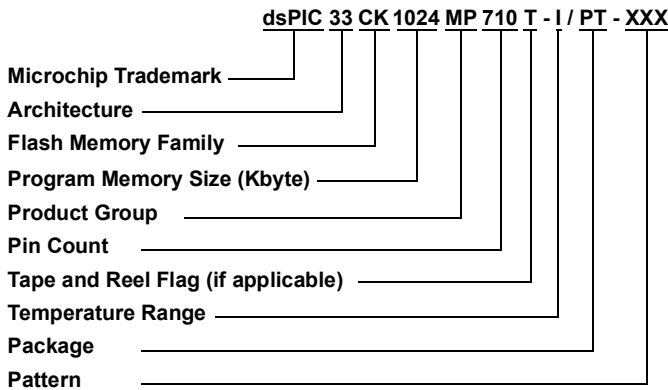 dsPIC 33 CK 1024 MP 710 T - I / PT - XXX
Microchip Trademark
Architecture
Flash Memory Family
Program Memory Size (Kbyte)
Product Group
Pin Count
Tape and Reel Flag (if applicable)
Temperature Range
Package
Pattern